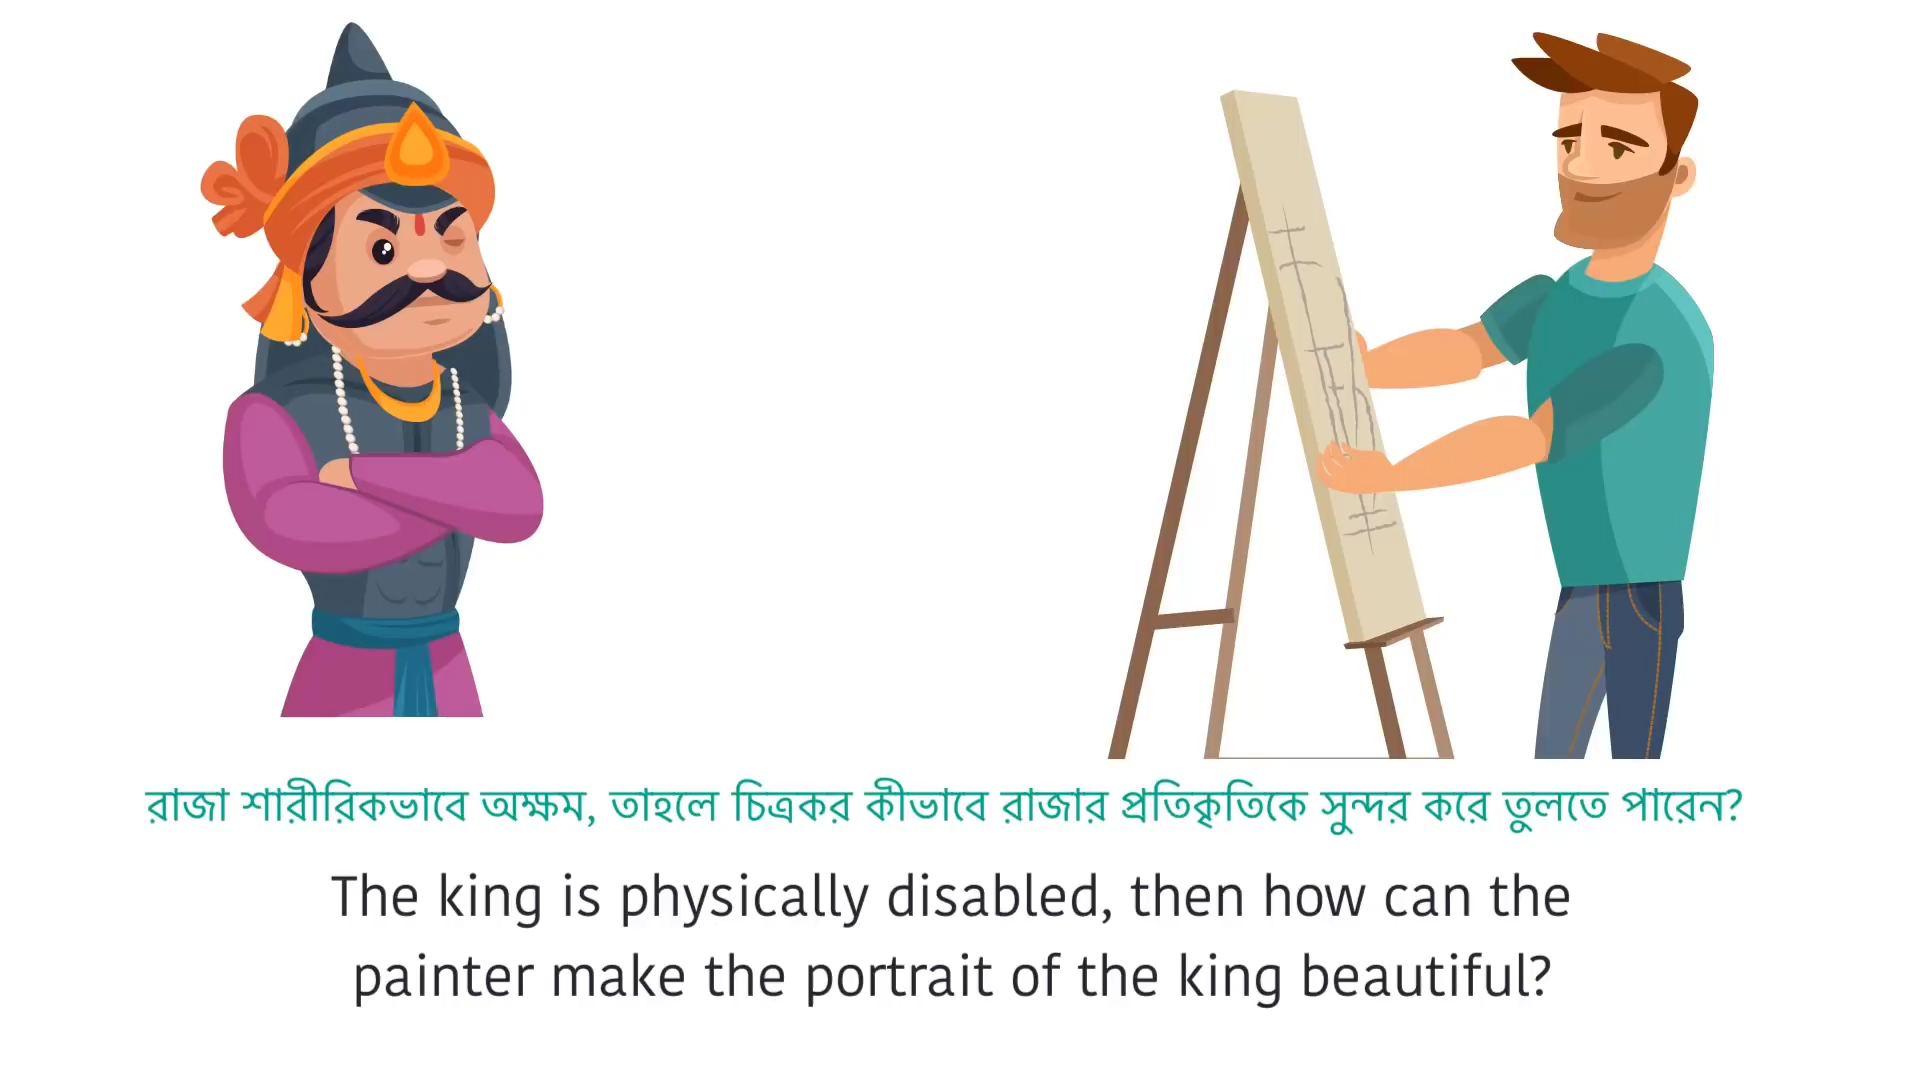 রাজা শারীরিকভাবে অক্ষম, তাহলে চিত্রকর কীভাবে রাজার প্রতিকৃতিকে সুন্দর করে তুলতে পারেন?
The king is physically disabled, then how can the
painter make the portrait of the king beautiful?